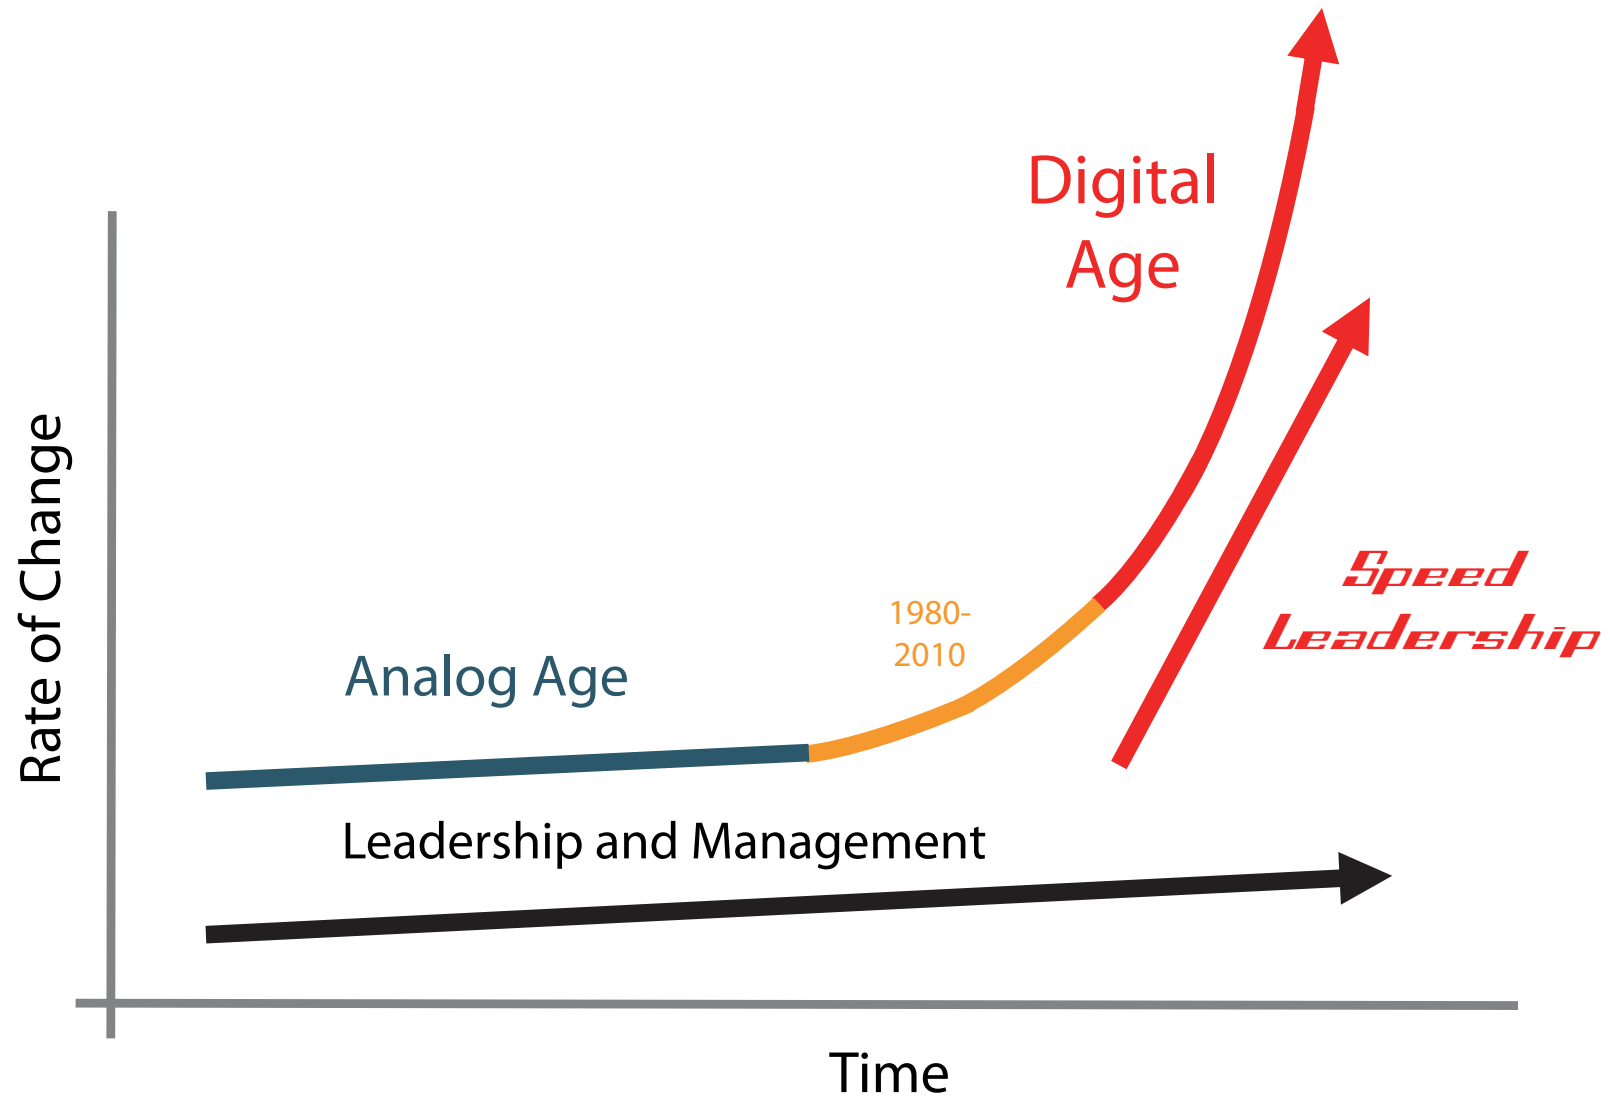 Digital
Age
Rate of Change
Speed
Leadership
1980-
2010
Analog Age
Leadership and Management
Time